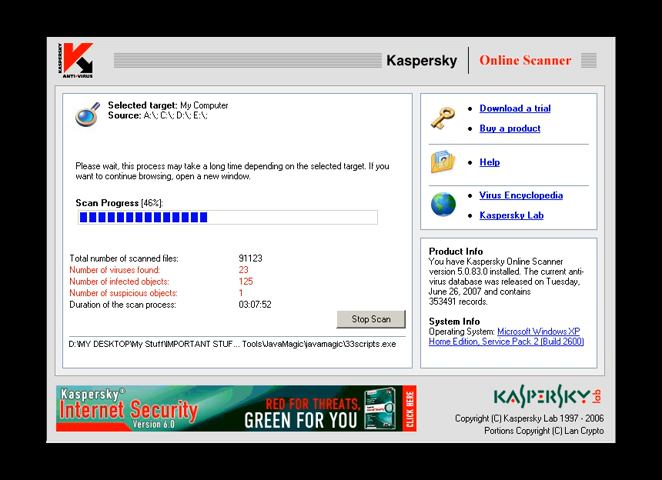 KASPERSKY
ANTI-VIRUS
Kaspersky Online Scanner
Selected target: My Computer
Source: A:\; C:\; D:\; E:\;
Please wait, this process may take a long time depending on the selected target. If you
want to continue browsing, open a new window.
Scan Progress [46%]:
Total number of scanned files: 91123
Number of viruses found: 23
Number of infected objects: 125
Number of suspicious objects: 1
Duration of the scan process: 03:07:52
Stop Scan
D:\MY DESKTOP\My Stuff\IMPORTANT STUF... Tools\JavaMagic\javamagic\33scripts.exe
Download a trial
Buy a product
Help
Virus Encyclopedia
Kaspersky Lab
Product Info
You have Kaspersky Online Scanner
version 5.0.83.0 installed. The current anti-
virus database was released on Tuesday,
June 26, 2007 and contains
353491 records.
System Info
Operating System: Microsoft Windows XP
Home Edition, Service Pack 2 (Build 2600)
Kaspersky®
Internet Security
Version 6.0
RED FOR THREATS,
GREEN FOR YOU
CLICK HERE
KASPERSKY lab
Copyright (C) Kaspersky Lab 1997 - 2006
Portions Copyright (C) Lan Crypto